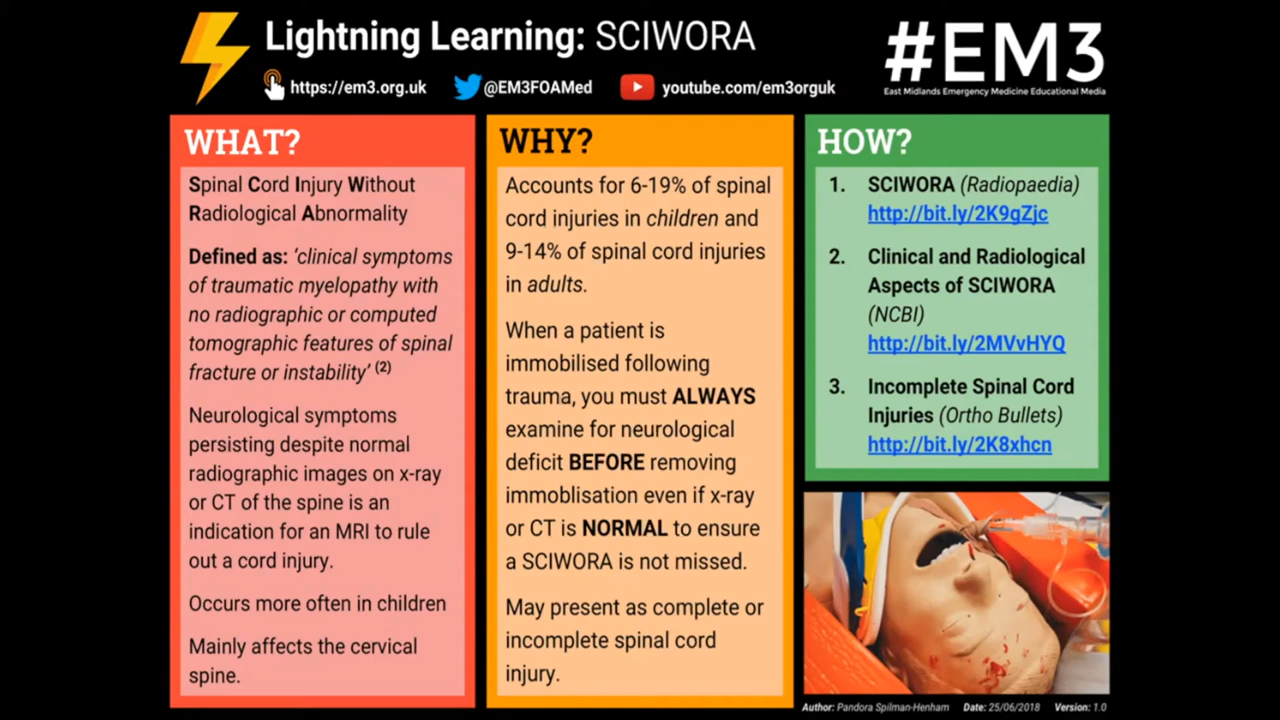 Lightning Learning: SCIWORA
https://em3.org.uk
@EM3FOAMed
youtube.com/em3orguk
#EM3
East Midlands Emergency Medicine Educational Media
WHAT?
Spinal Cord Injury Without
Radiological Abnormality
Defined as: ‘clinical symptoms
of traumatic myelopathy with
no radiographic or computed
tomographic features of spinal
fracture or instability’ (2)
Neurological symptoms
persisting despite normal
radiographic images on x-ray
or CT of the spine is an
indication for an MRI to rule
out a cord injury.
Occurs more often in children
Mainly affects the cervical
spine.
WHY?
Accounts for 6-19% of spinal
cord injuries in children and
9-14% of spinal cord injuries
in adults.
When a patient is
immobilised following
trauma, you must ALWAYS
examine for neurological
deficit BEFORE removing
immoblisation even if x-ray
or CT is NORMAL to ensure
a SCIWORA is not missed.
May present as complete or
incomplete spinal cord
injury.
HOW?
1. SCIWORA (Radiopaedia)
http://bit.ly/2K9gZjc
2. Clinical and Radiological
Aspects of SCIWORA
(NCBI)
http://bit.ly/2MVvHYQ
3. Incomplete Spinal Cord
Injuries (Ortho Bullets)
http://bit.ly/2K8xhcn
Author: Pandora Spilman-Henham Date: 25/06/2018 Version: 1.0